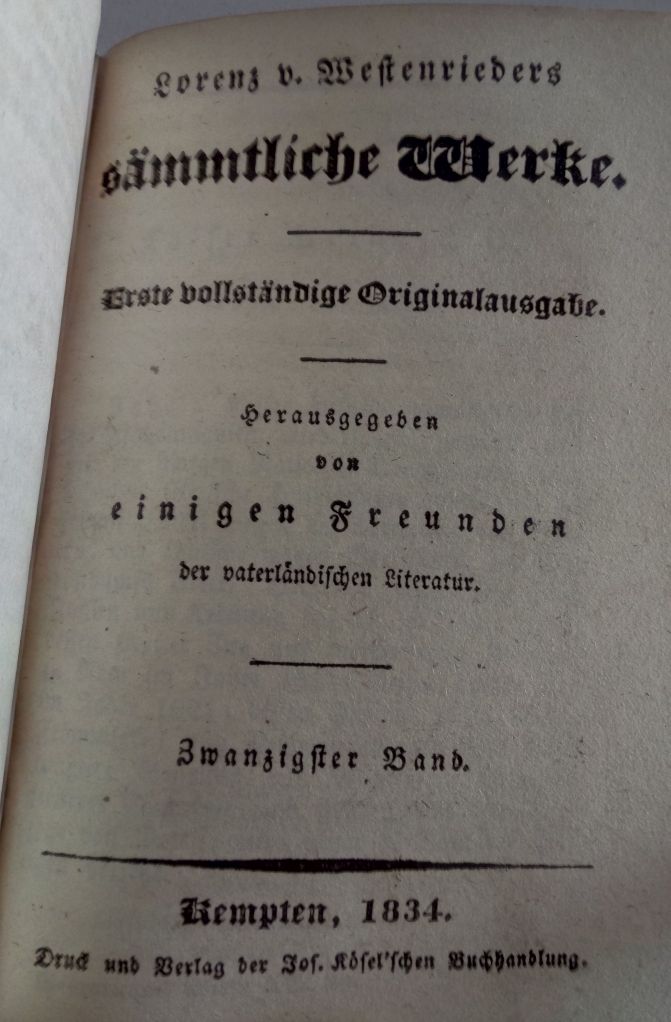 Lorenz v. Westenrieders
sämmtliche Werke.
Erste vollständige Originalausgabe.
Herausgegeben
von
einigen Freunden
der vaterländischen Literatur.
Zwanzigster Band.
Kempten, 1834.
Druck und Verlag der Jos. Kösel'schen Buchhandlung.